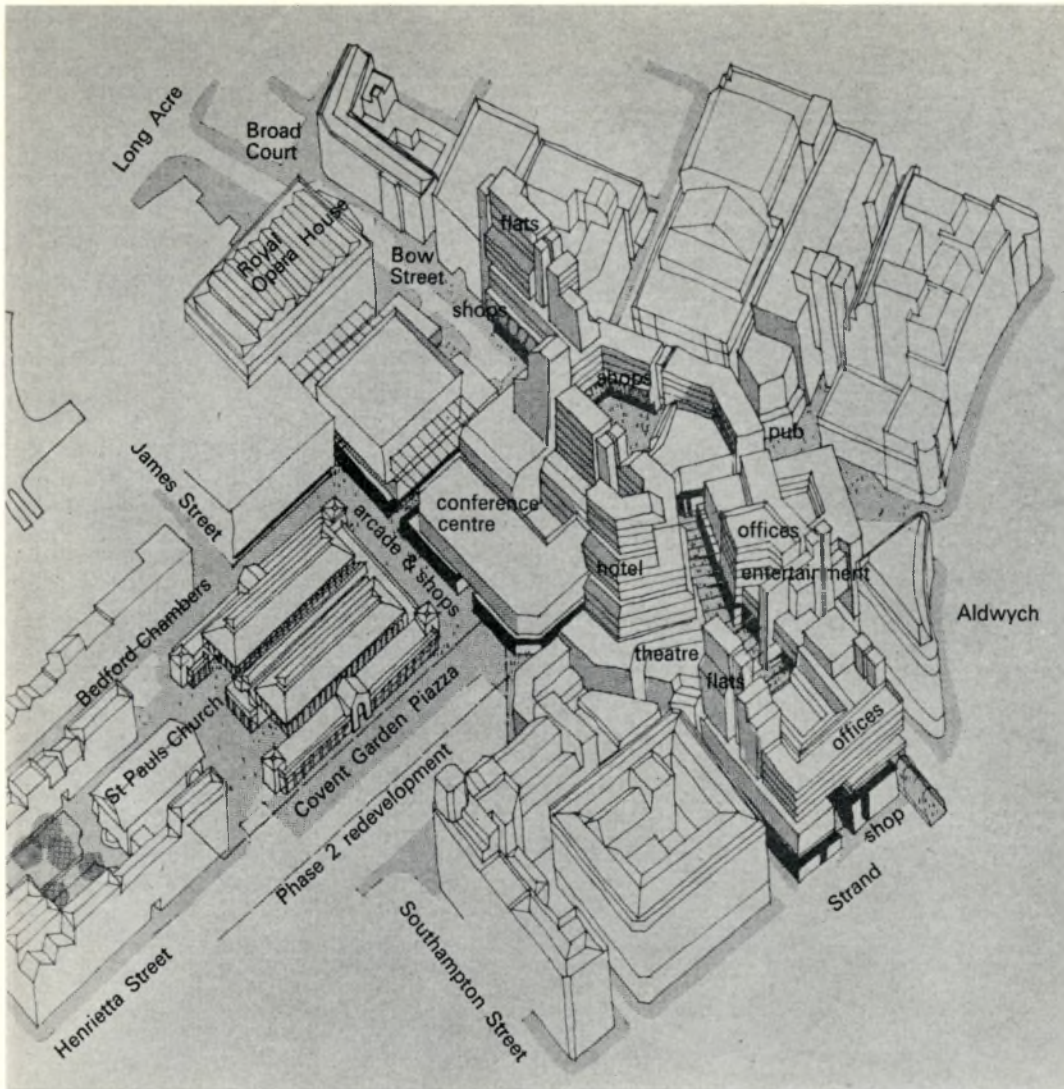 Long Acre
Broad
Court
Royal
Opera House
flats
Bow
Street
shops
shops
pub
James Street
arcade & shops
conference
centre
offices
hotel
entertainment
Aldwych
Bedford Chambers
theatre
flats
St Pauls Church
Covent Garden Piazza
offices
Phase 2 redevelopment
shop
Strand
Southampton Street
Henrietta Street